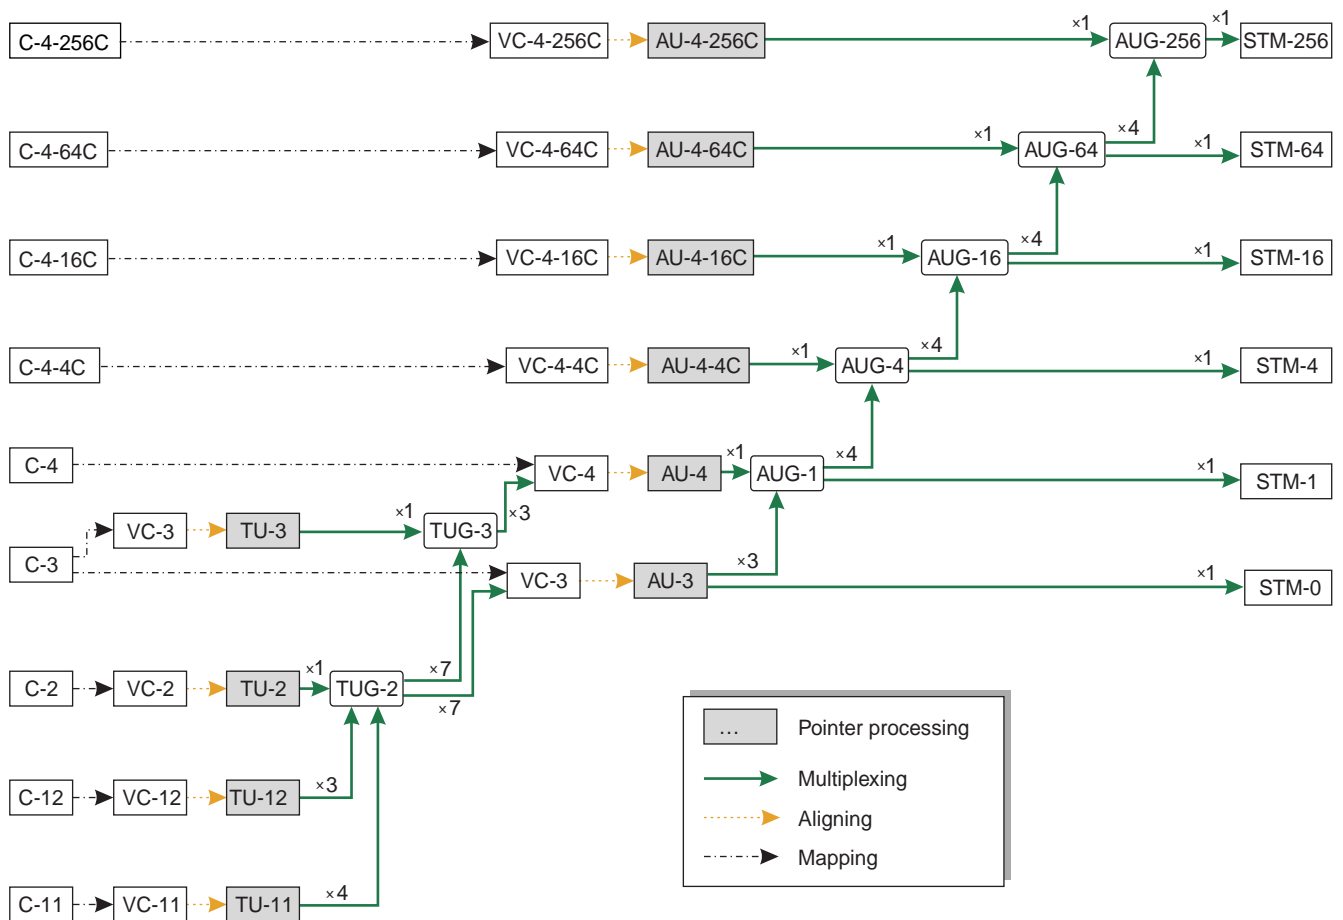 C-4-256C VC-4-256C AU-4-256C ×1 AUG-256 ×1 STM-256
C-4-64C VC-4-64C AU-4-64C ×1 AUG-64 ×4 ×1 STM-64
C-4-16C VC-4-16C AU-4-16C ×1 AUG-16 ×4 ×1 STM-16
C-4-4C VC-4-4C AU-4-4C ×1 AUG-4 ×4 ×1 STM-4
C-4 VC-4 AU-4 ×1 AUG-1 ×4 ×1 STM-1
VC-3 TU-3 ×1 TUG-3 ×3
C-3 VC-3 AU-3 ×3 ×1 STM-0
C-2 VC-2 TU-2 ×1 TUG-2 ×7
×7
C-12 VC-12 TU-12 ×3
C-11 VC-11 TU-11 ×4
... Pointer processing
Multiplexing
Aligning
Mapping